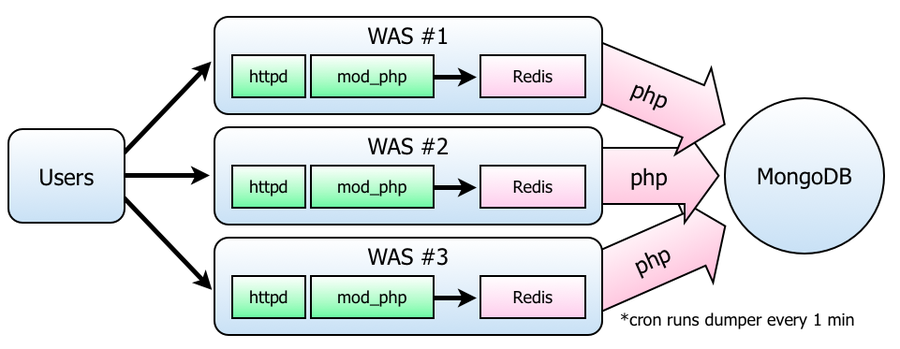 WAS #1
httpd mod_php Redis
php
Users
WAS #2
httpd mod_php Redis
php
MongoDB
WAS #3
httpd mod_php Redis
php
*cron runs dumper every 1 min